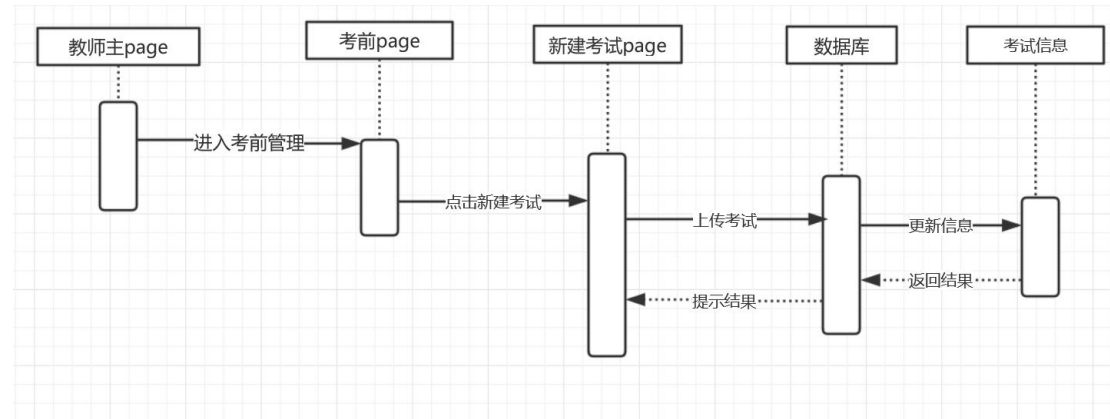 教师主page
考前page
新建考试page
数据库
考试信息
进入考前管理
点击新建考试
上传考试
更新信息
返回结果
提示结果